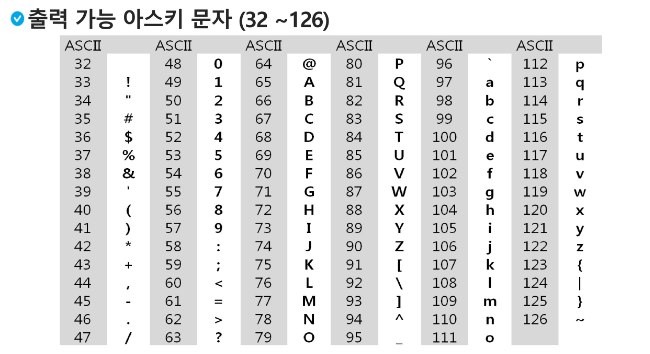 출력 가능 아스키 문자 (32 ~126)
ASCII ASCII ASCII ASCII ASCII ASCII
32 48 0 64 @ 80 P 96 ` 112 p
33 ! 49 1 65 A 81 Q 97 a 113 q
34 " 50 2 66 B 82 R 98 b 114 r
35 # 51 3 67 C 83 S 99 c 115 s
36 $ 52 4 68 D 84 T 100 d 116 t
37 % 53 5 69 E 85 U 101 e 117 u
38 & 54 6 70 F 86 V 102 f 118 v
39 ' 55 7 71 G 87 W 103 g 119 w
40 ( 56 8 72 H 88 X 104 h 120 x
41 ) 57 9 73 I 89 Y 105 i 121 y
42 * 58 : 74 J 90 Z 106 j 122 z
43 + 59 ; 75 K 91 [ 107 k 123 {
44 , 60 < 76 L 92 \ 108 l 124 |
45 - 61 = 77 M 93 ] 109 m 125 }
46 . 62 > 78 N 94 ^ 110 n 126 ~
47 / 63 ? 79 O 95 _ 111 o